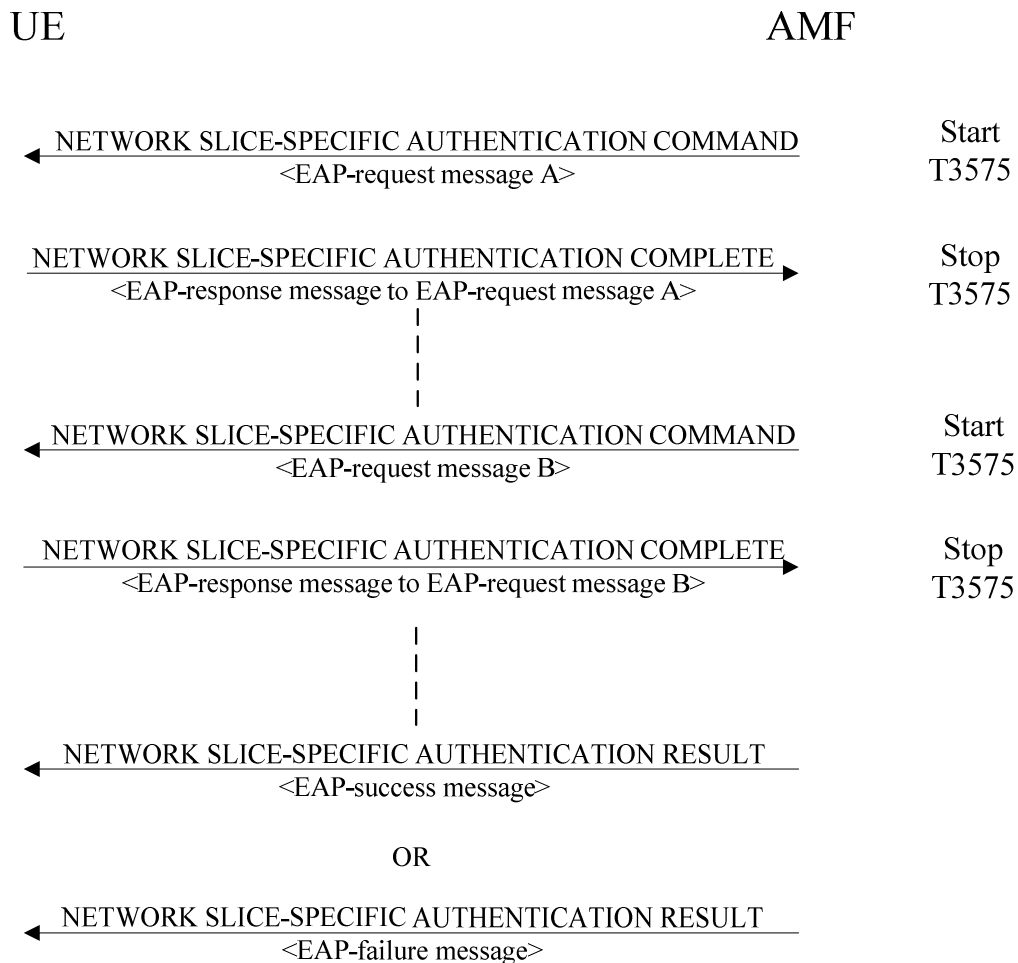 UE AMF
NETWORK SLICE-SPECIFIC AUTHENTICATION COMMAND Start
<EAP-request message A> T3575
NETWORK SLICE-SPECIFIC AUTHENTICATION COMPLETE Stop
<EAP-response message to EAP-request message A> T3575
NETWORK SLICE-SPECIFIC AUTHENTICATION COMMAND Start
<EAP-request message B> T3575
NETWORK SLICE-SPECIFIC AUTHENTICATION COMPLETE Stop
<EAP-response message to EAP-request message B> T3575
NETWORK SLICE-SPECIFIC AUTHENTICATION RESULT
<EAP-success message>
OR
NETWORK SLICE-SPECIFIC AUTHENTICATION RESULT
<EAP-failure message>